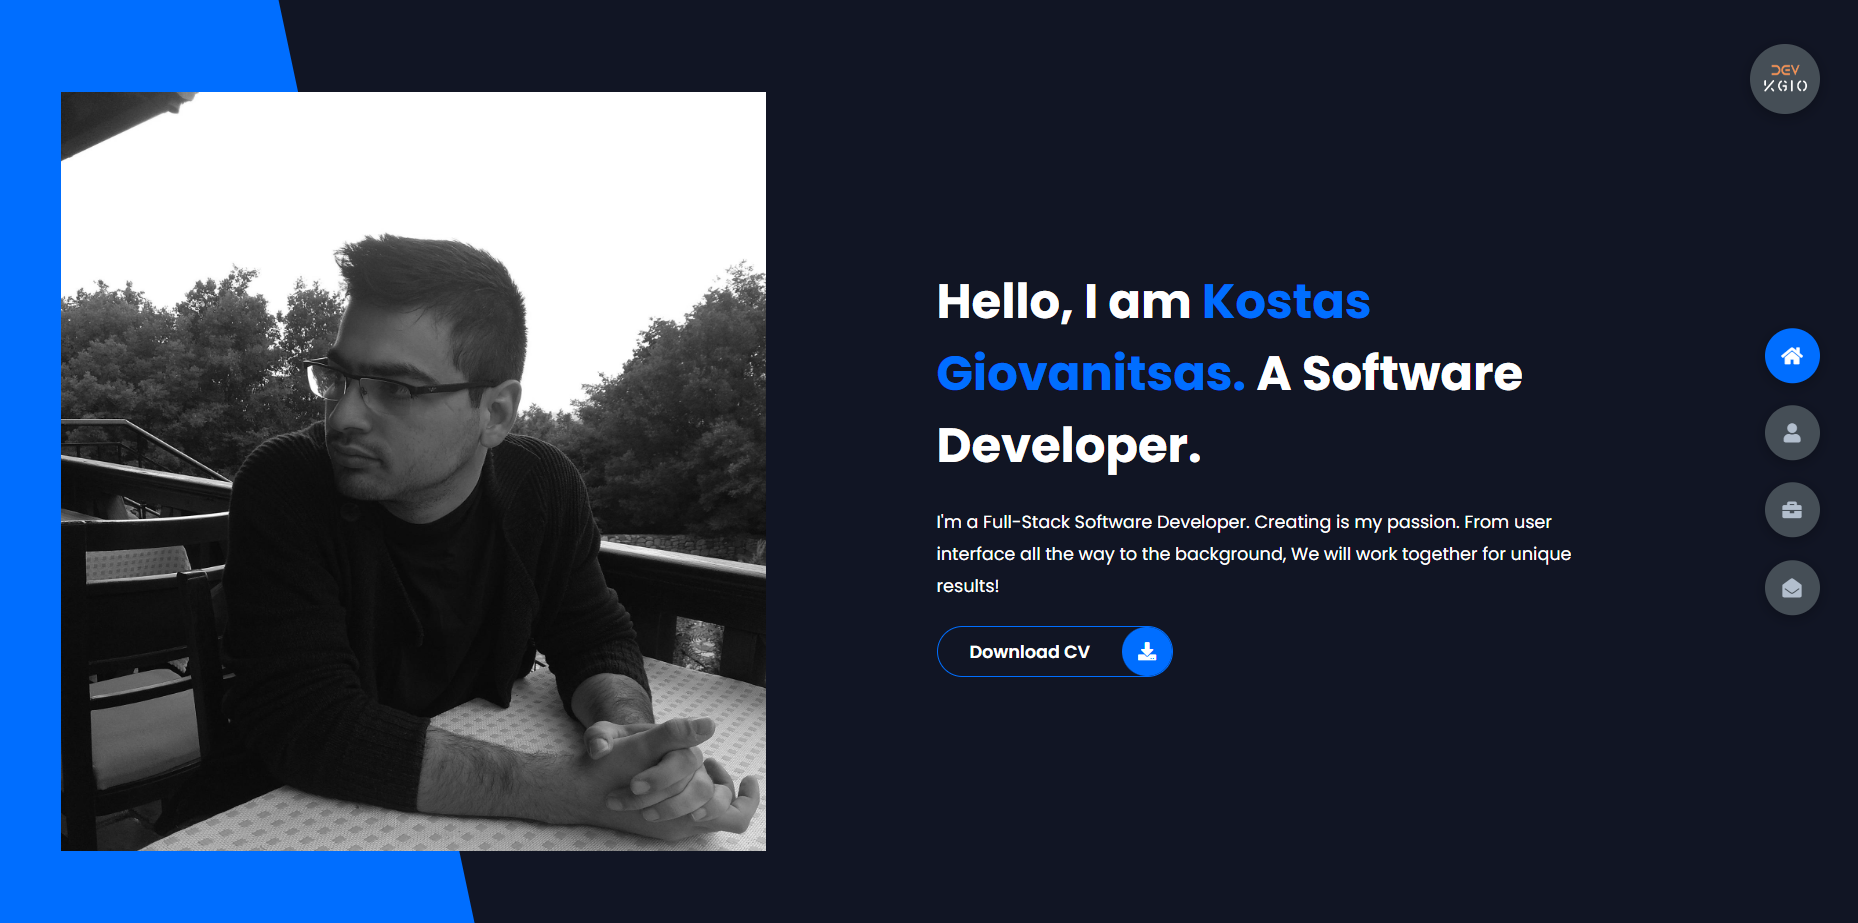 DEV
KGIO
Hello, I am Kostas
Giovanitsas. A Software
Developer.
I'm a Full-Stack Software Developer. Creating is my passion. From user
interface all the way to the background, We will work together for unique
results!
Download CV